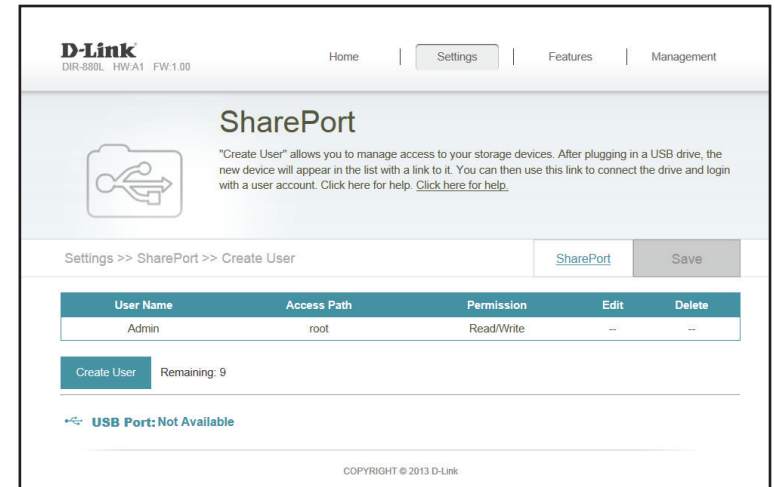 D-Link
DIR-880L HW:A1 FW:1.00
Home
Settings
Features
Management
SharePort
"Create User" allows you to manage access to your storage devices. After plugging in a USB drive, the
new device will appear in the list with a link to it. You can then use this link to connect the drive and login
with a user account. Click here for help. Click here for help.
Settings >> SharePort >> Create User
SharePort
Save
User Name Access Path Permission Edit Delete
Admin root Read/Write -- --
Create User Remaining: 9
USB Port: Not Available
COPYRIGHT © 2013 D-Link